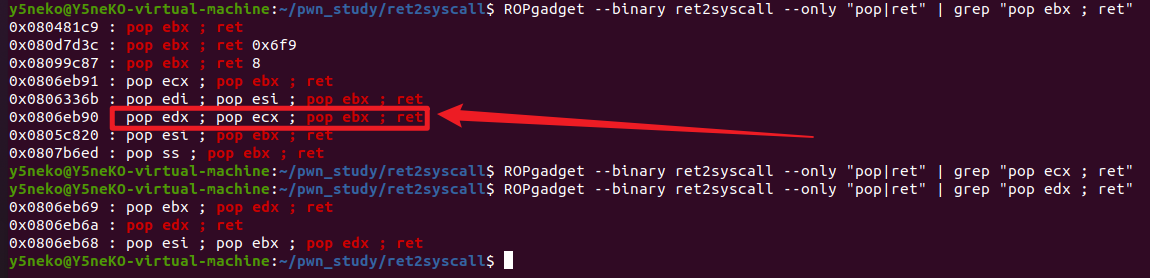 y5neko@Y5neKO-virtual-machine:~/pwn_study/ret2syscall$ ROPgadget --binary ret2syscall --only "pop|ret" | grep "pop ebx ; ret"
0x080481c9 : pop ebx ; ret
0x080d7d3c : pop ebx ; ret 0x6f9
0x08099c87 : pop ebx ; ret 8
0x0806eb91 : pop ecx ; pop ebx ; ret
0x0806336b : pop edi ; pop esi ; pop ebx ; ret
0x0806eb90 : pop edx ; pop ecx ; pop ebx ; ret
0x0805c820 : pop esi ; pop ebx ; ret
0x0807b6ed : pop ss ; pop ebx ; ret
y5neko@Y5neKO-virtual-machine:~/pwn_study/ret2syscall$ ROPgadget --binary ret2syscall --only "pop|ret" | grep "pop ecx ; ret"
y5neko@Y5neKO-virtual-machine:~/pwn_study/ret2syscall$ ROPgadget --binary ret2syscall --only "pop|ret" | grep "pop edx ; ret"
0x0806eb69 : pop ebx ; pop edx ; ret
0x0806eb6a : pop edx ; ret
0x0806eb68 : pop esi ; pop ebx ; pop edx ; ret
y5neko@Y5neKO-virtual-machine:~/pwn_study/ret2syscall$